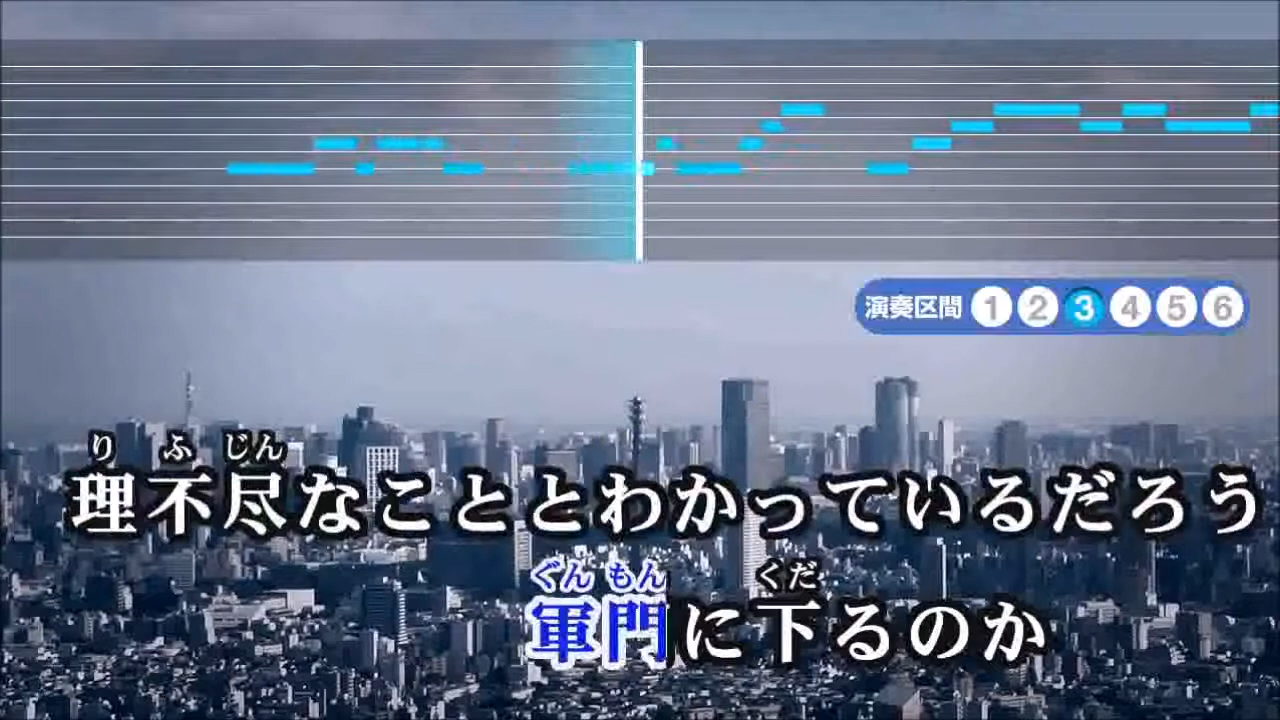 演奏区間 1 2 3 4 5 6
り ふ じん
理不尽なこととわかっているだろう
ぐん もん くだ
軍門に下るのか